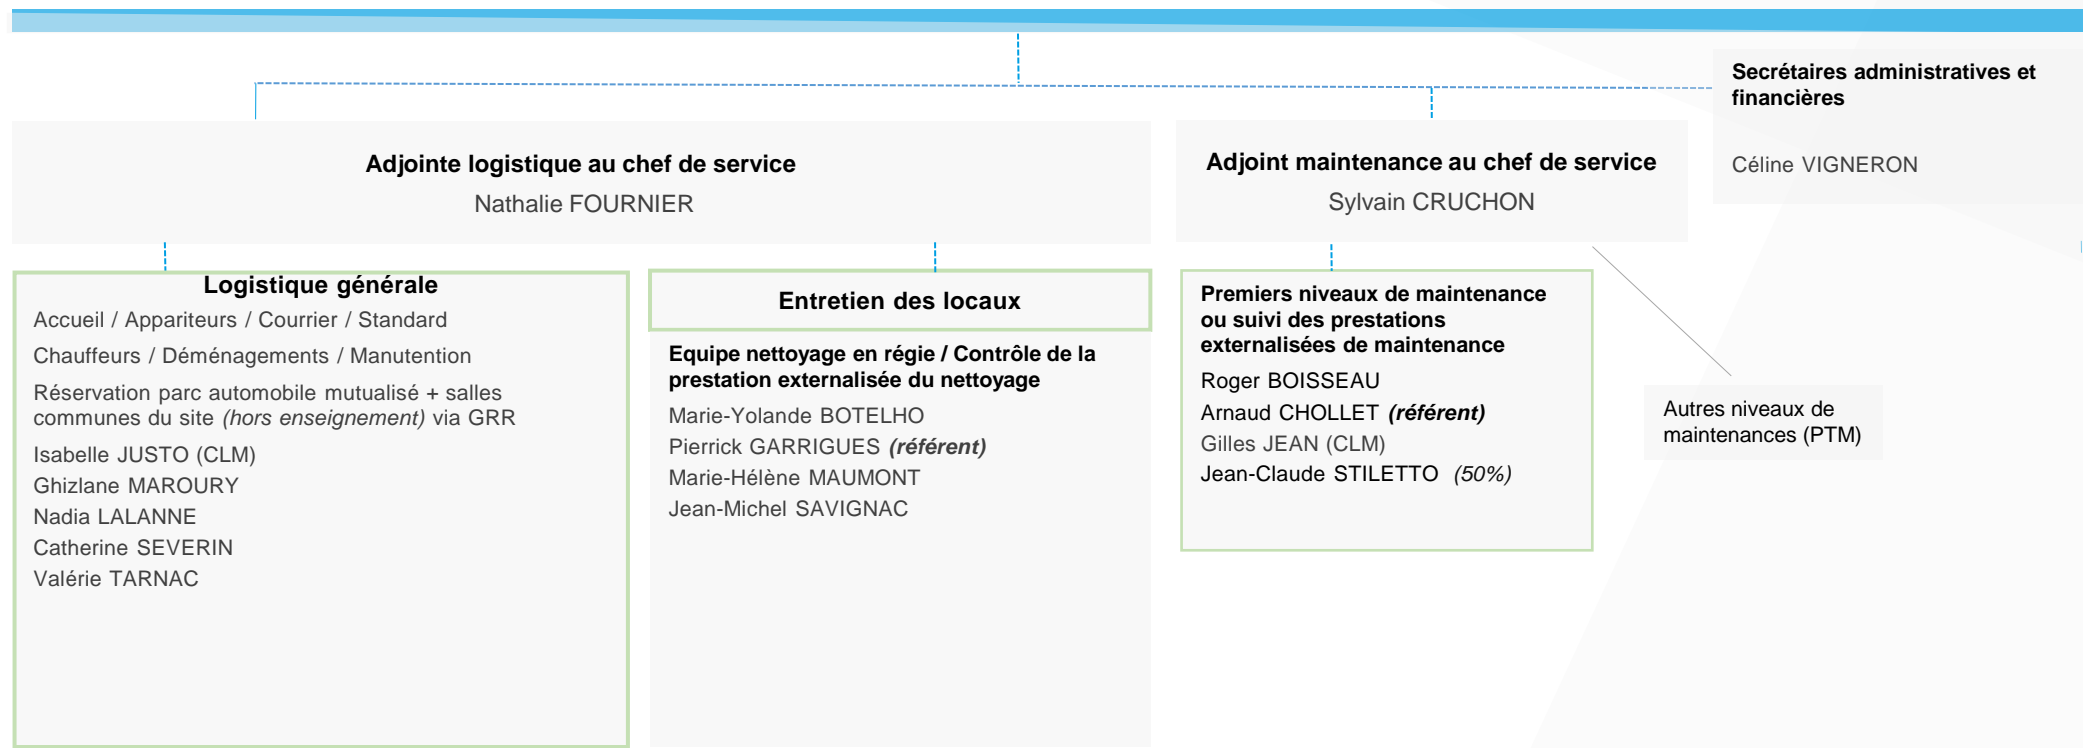 Secrétaires administratives et
financières
Céline VIGNERON
Adjointe logistique au chef de service
Nathalie FOURNIER
Adjoint maintenance au chef de service
Sylvain CRUCHON
Logistique générale
Accueil / Appariteurs / Courrier / Standard
Chauffeurs / Déménagements / Manutention
Réservation parc automobile mutualisé + salles
communes du site (hors enseignement) via GRR
Isabelle JUSTO (CLM)
Ghizlane MAROURY
Nadia LALANNE
Catherine SEVERIN
Valérie TARNAC
Entretien des locaux
Equipe nettoyage en régie / Contrôle de la
prestation externalisée du nettoyage
Marie-Yolande BOTELHO
Pierrick GARRIGUES (référent)
Marie-Hélène MAUMONT
Jean-Michel SAVIGNAC
Premiers niveaux de maintenance
ou suivi des prestations
externalisées de maintenance
Roger BOISSEAU
Arnaud CHOLLET (référent)
Gilles JEAN (CLM)
Jean-Claude STILETTO (50%)
Autres niveaux de
maintenances (PTM)